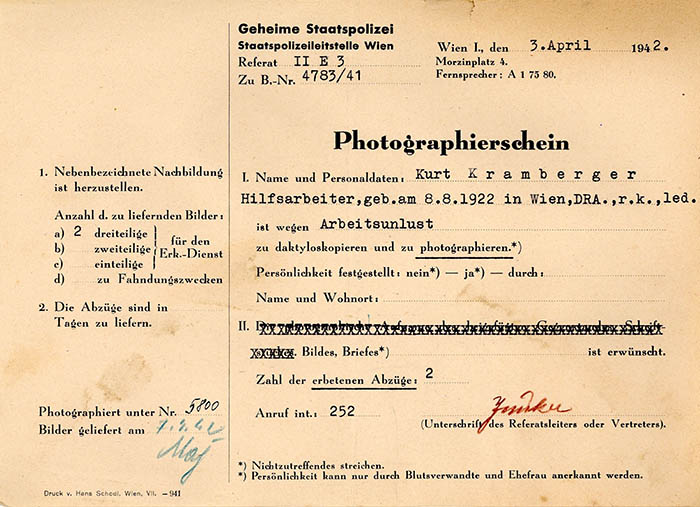 Geheime Staatspolizei
Staatspolizeileitstelle Wien
Referat II E 3
Zu B.-Nr. 4783/41
Wien I., den 3. April 1942.
Morzinplatz 4.
Fernsprecher: A 1 75 80.
Photographierschein
1. Nebenbezeichnete Nachbildung
ist herzustellen.
Anzahl d. zu liefernden Bilder:
a) 2 dreiteilige
b) zweiteilige
c) einteilige
für den
Erk.-Dienst
d) zu Fahndungszwecken
2. Die Abzüge sind in
Tagen zu liefern.
Photographiert unter Nr. 5800
Bilder geliefert am
I. Name und Personaldaten: Kurt Kramberger
Hilfsarbeiter, geb.am 8.8.1922 in Wien,DRA.,r.k.,led.
ist wegen Arbeitsunlust
zu daktyloskopieren und zu photographieren.*)
Persönlichkeit festgestellt: nein*) — ja*) — durch:
Name und Wohnort:
II.
Bildes, Briefes*) ist erwünscht.
Zahl der erbetenen Abzüge: 2
Anruf int.: 252
(Unterschrift des Referatsleiters oder Vertreters).
*) Nichtzutreffendes streichen.
*) Persönlichkeit kann nur durch Blutsverwandte und Ehefrau anerkannt werden.
Druck v. Hans Schedl, Wien, VII. — 941